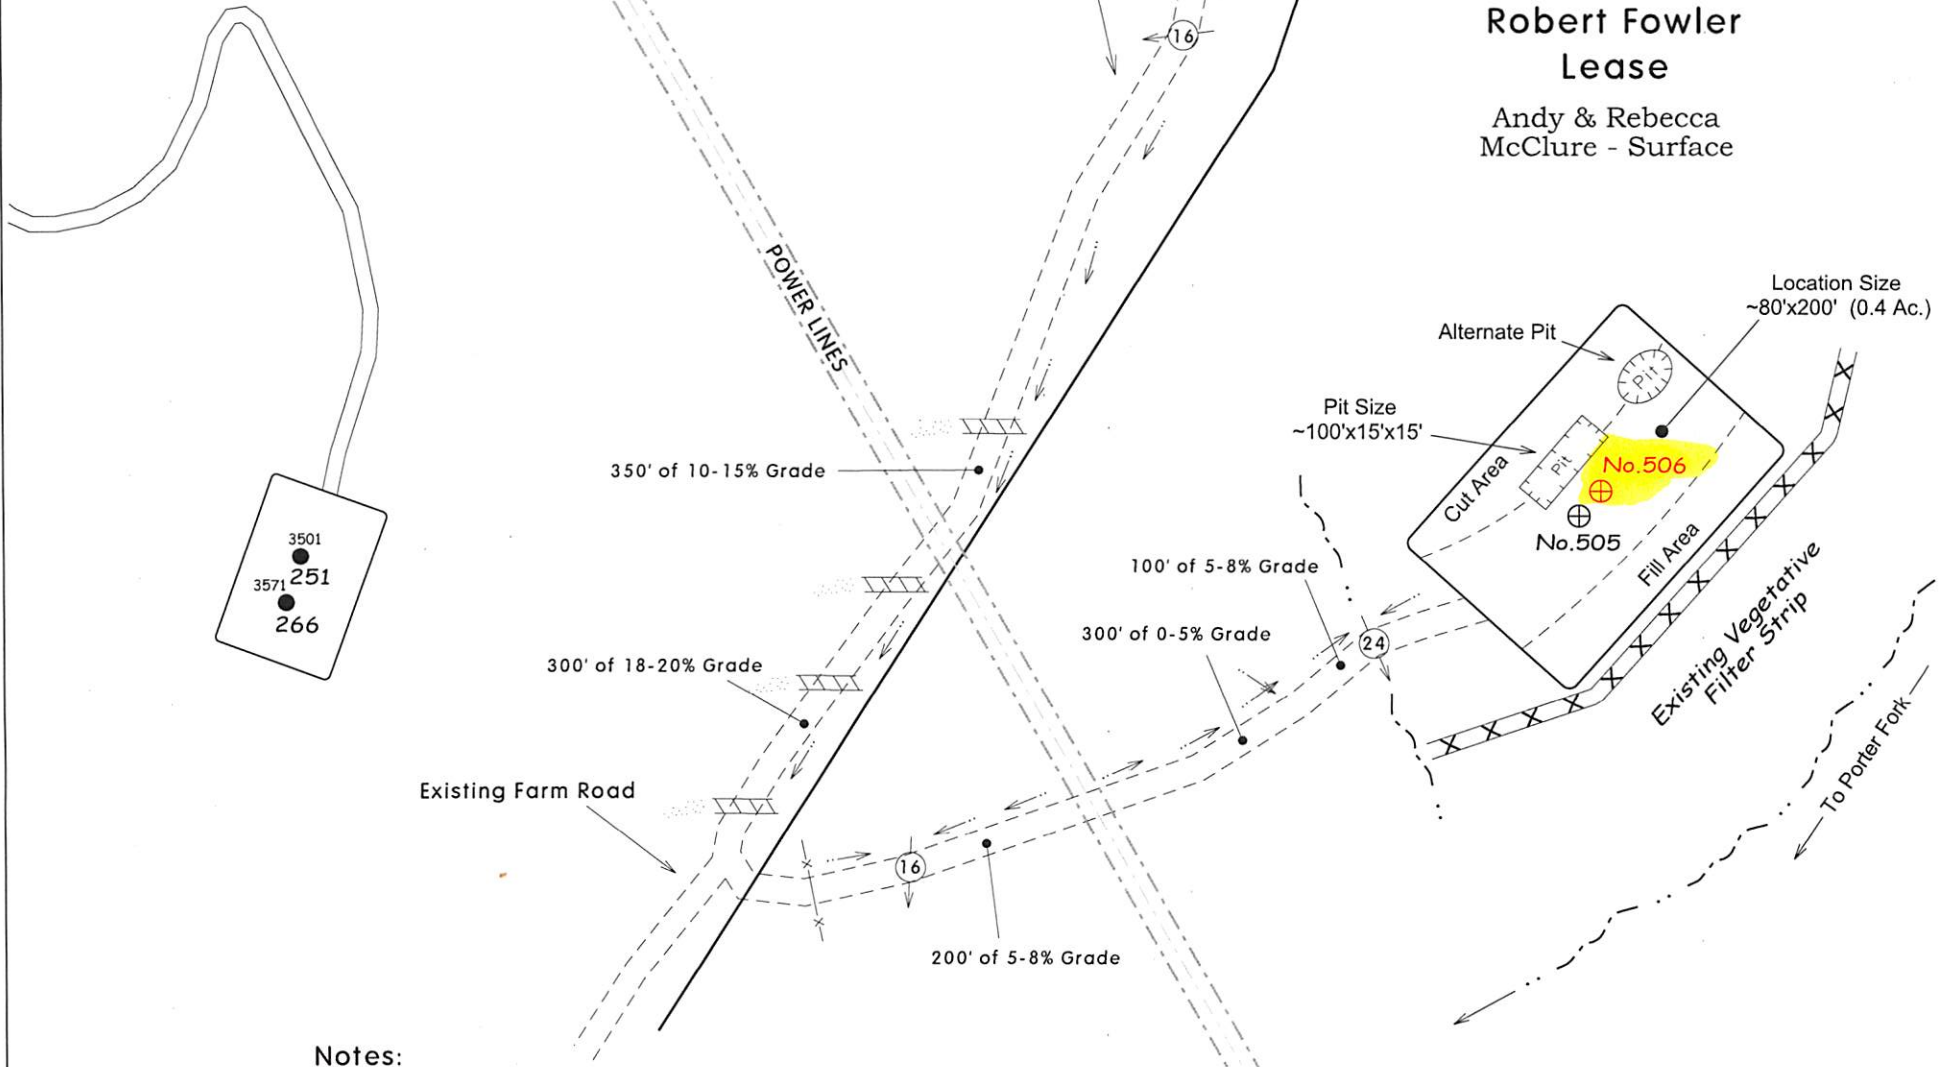 Robert Fowler
Lease
Andy & Rebecca
McClure - Surface
16
POWER LINES
Location Size
~80'x200' (0.4 Ac.)
Alternate Pit
Pit
Pit Size
~100'x15'x15'
Pit
Cut Area
No.506
No.505
Fill Area
350' of 10-15% Grade
3501
251
3571
266
100' of 5-8% Grade
300' of 0-5% Grade
24
300' of 18-20% Grade
Existing Vegetative
Filter Strip
To Porter Fork
Existing Farm Road
16
200' of 5-8% Grade
Notes: